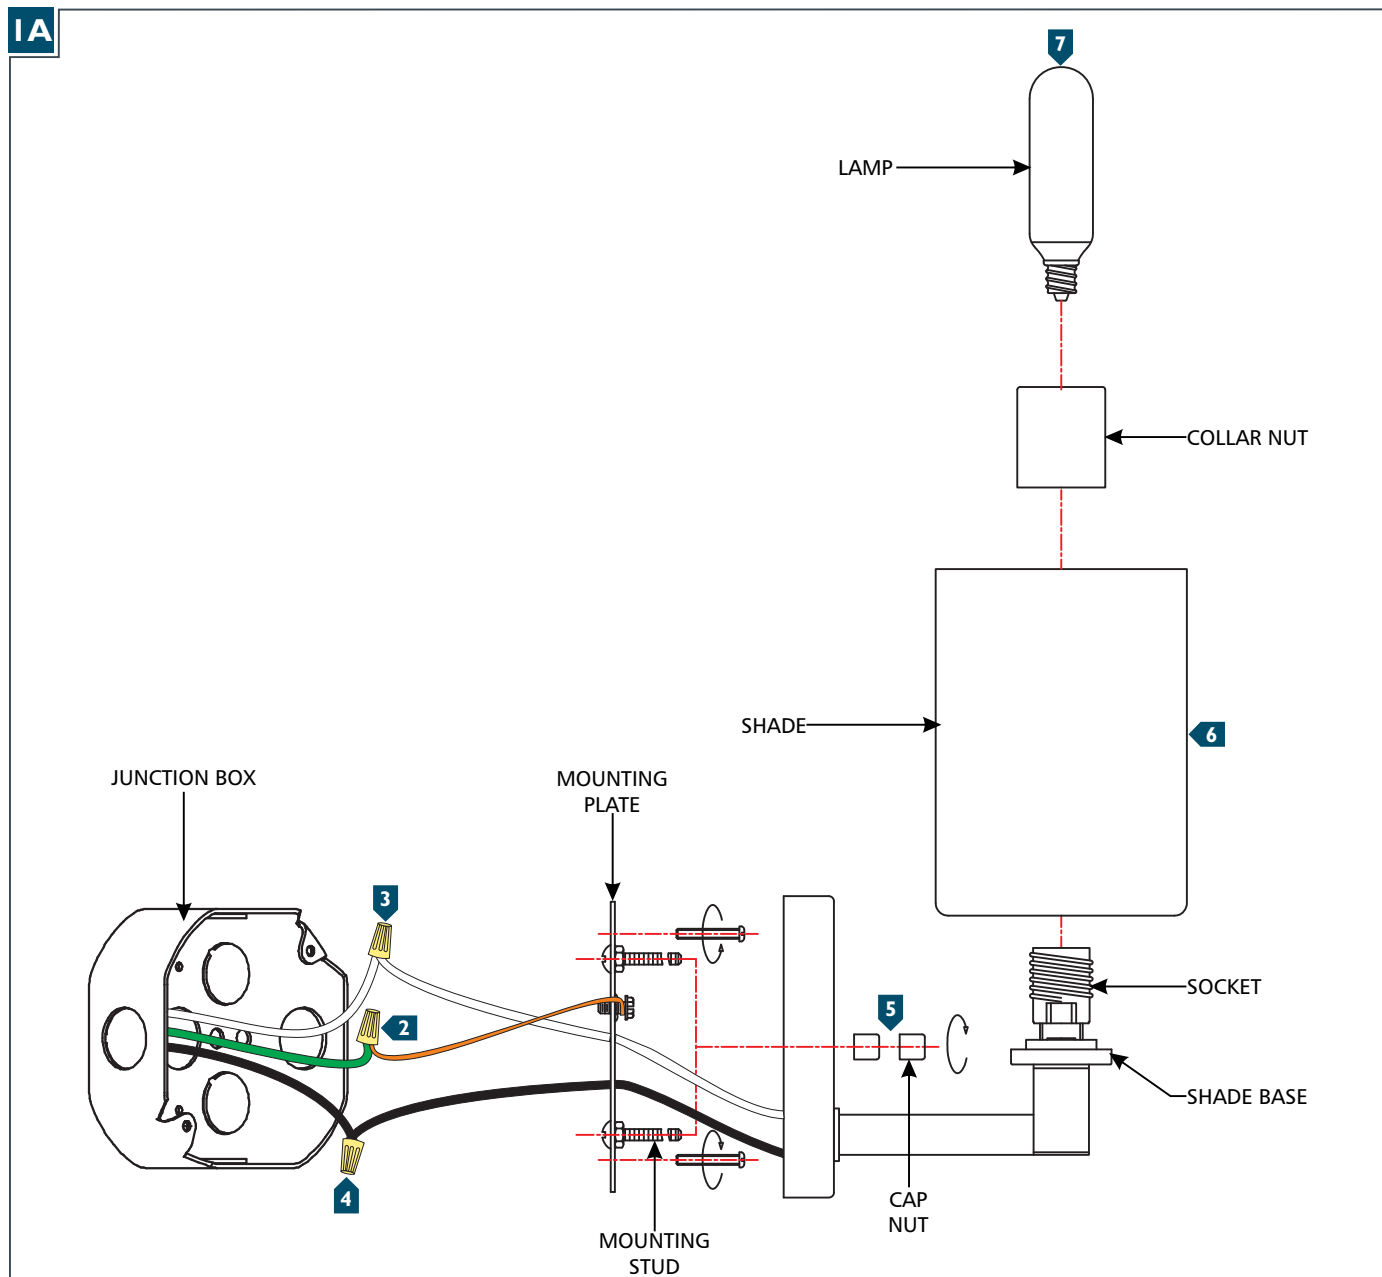 1A
7
LAMP
COLLAR NUT
SHADE
6
JUNCTION BOX
MOUNTING
PLATE
3
2
5
SOCKET
SHADE BASE
4
CAP
NUT
MOUNTING
STUD